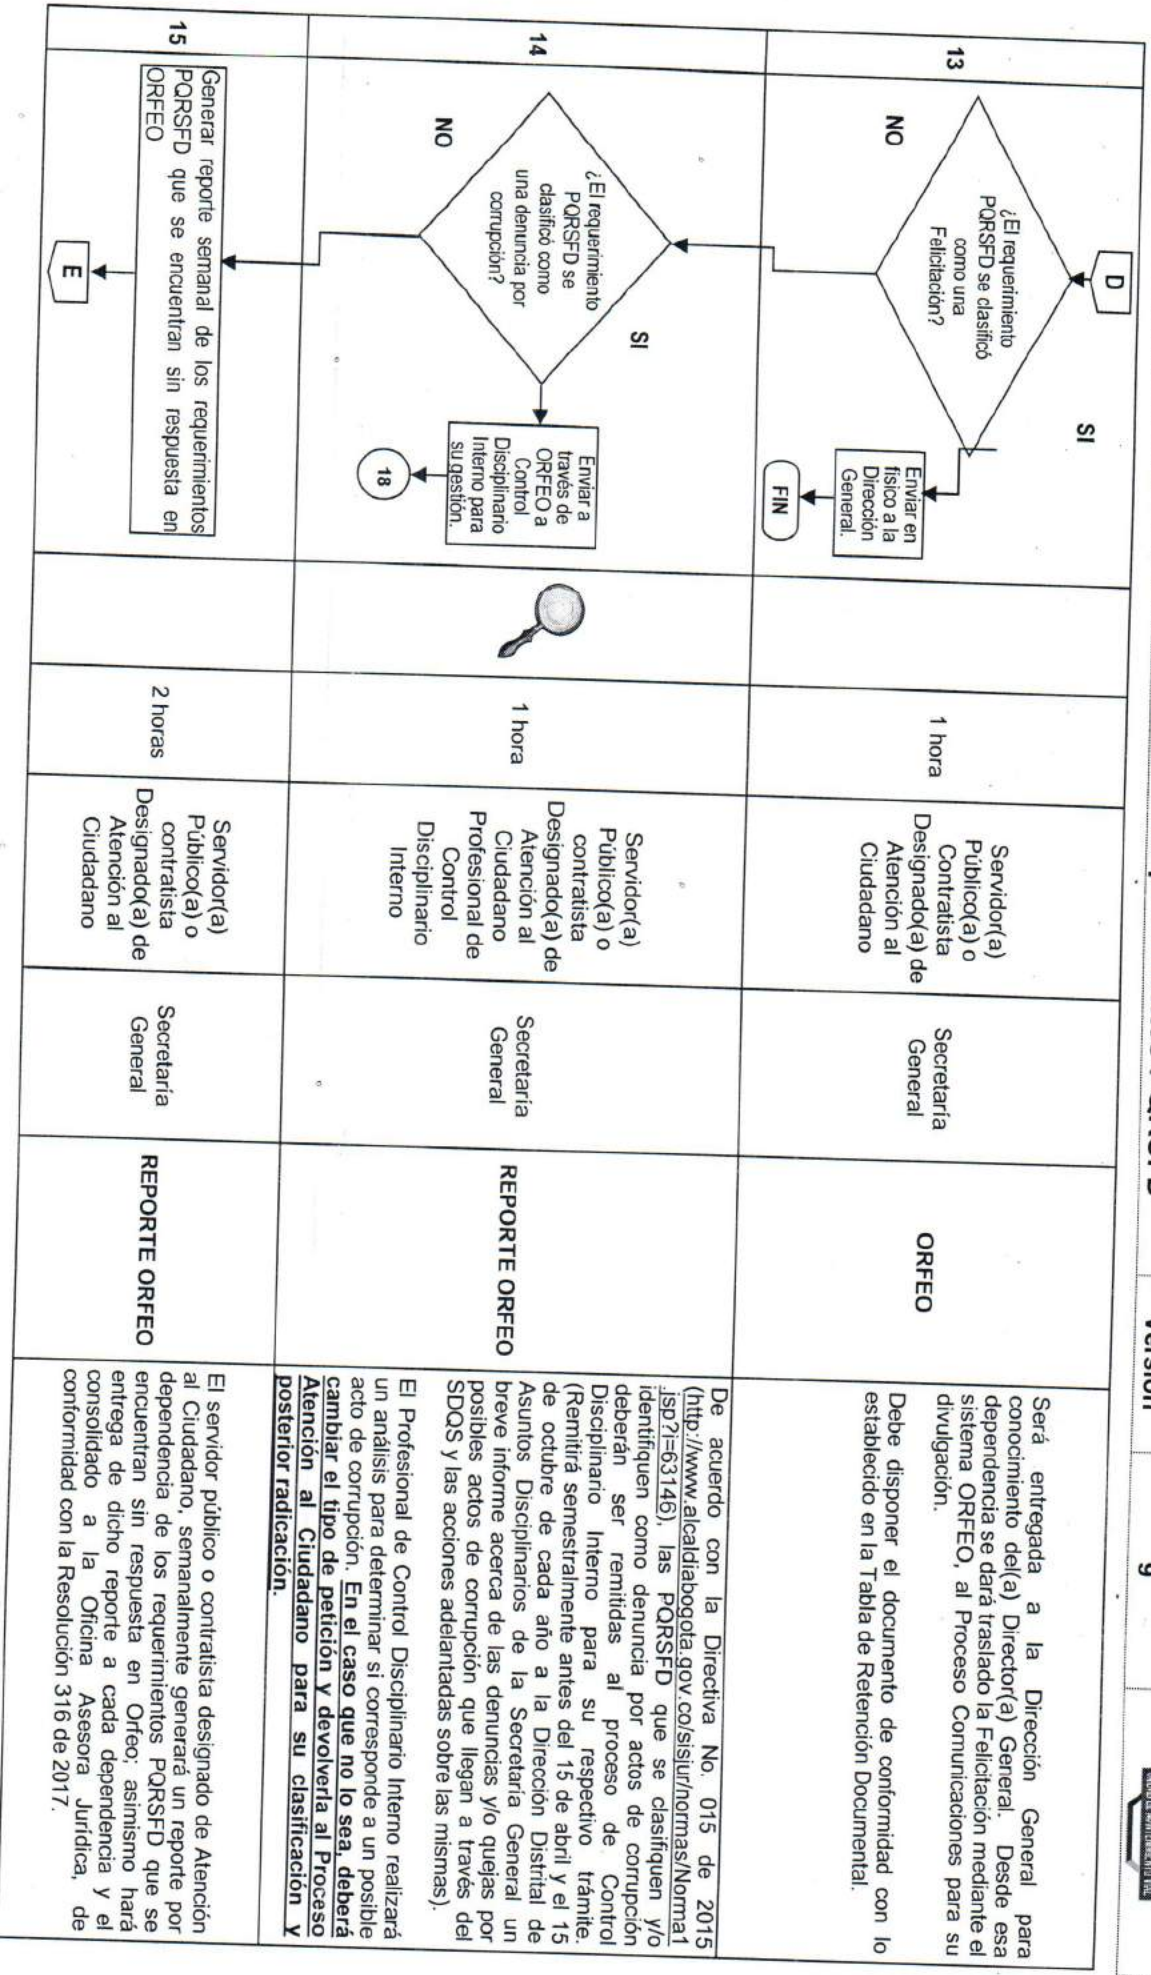 13
D
¿El requerimiento
PQRSFD se clasificó
como una
Felicitación?
SI
NO
Enviar en
físico a la
Dirección
General.
FIN
1 hora
Servidor(a)
Público(a) o
Contratista
Designado(a) de
Atención al
Ciudadano
Secretaría
General
ORFEO
Será entregada a la Dirección General para
conocimiento del(a) Director(a) General. Desde esa
dependencia se dará traslado la Felicitación mediante el
sistema ORFEO, al Proceso Comunicaciones para su
divulgación.
Debe disponer el documento de conformidad con lo
establecido en la Tabla de Retención Documental.
14
¿El requerimiento
PQRSFD se
clasificó como
una denuncia por
corrupción?
SI
NO
Enviar a
través de
ORFEO a
Control
Disciplinario
Interno para
su gestión.
18
1 hora
Servidor(a)
Público(a) o
contratista
Designado(a) de
Atención al
Ciudadano
Profesional de
Control
Disciplinario
Interno
Secretaría
General
REPORTE ORFEO
De acuerdo con la Directiva No. 015 de 2015
(http://www.alcaldiabogota.gov.co/sisjur/normas/Norma1
.jsp?i=63146), las PQRSFD que se clasifiquen y/o
identifiquen como denuncia por actos de corrupción
deberán ser remitidas al proceso de Control
Disciplinario Interno para su respectivo trámite.
(Remitirá semestralmente antes del 15 de abril y el 15
de octubre de cada año a la Dirección Distrital de
Asuntos Disciplinarios de la Secretaría General un
breve informe acerca de las denuncias y/o quejas por
posibles actos de corrupción que llegan a través del
SDQS y las acciones adelantadas sobre las mismas).
El Profesional de Control Disciplinario Interno realizará
un análisis para determinar si corresponde a un posible
acto de corrupción. En el caso que no lo sea, deberá
cambiar el tipo de petición y devolverla al Proceso
Atención al Ciudadano para su clasificación y
posterior radicación.
15
Generar reporte semanal de los requerimientos
PQRSFD que se encuentran sin respuesta en
ORFEO
E
2 horas
Servidor(a)
Público(a) o
contratista
Designado(a) de
Atención al
Ciudadano
Secretaría
General
REPORTE ORFEO
El servidor público o contratista designado de Atención
al Ciudadano, semanalmente generará un reporte por
dependencia de los requerimientos PQRSFD que se
encuentran sin respuesta en Orfeo; asimismo hará
entrega de dicho reporte a cada dependencia y el
consolidado a la Oficina Asesora Jurídica, de
conformidad con la Resolución 316 de 2017.